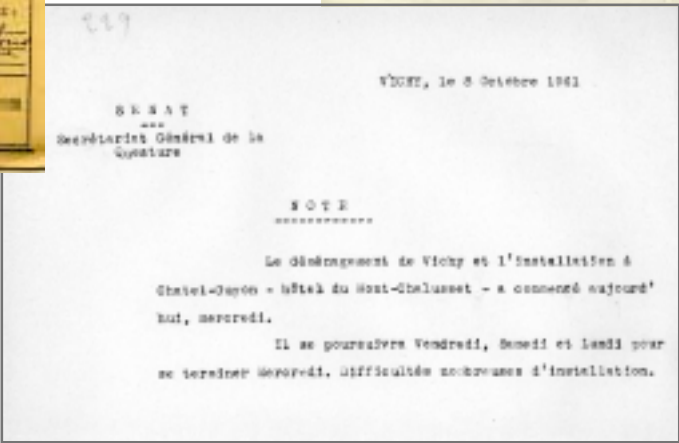 229
VICHY, le 8 Octobre 1941
SENAT
Secrétariat Général de la
Questure
NOTE
Le déménagement de Vichy et l'installation à
Chatel-Guyon - hôtel du Mont-Chalusset - a commencé aujourd'
hui, mercredi.
Il se poursuivra Vendredi, Samedi et lundi pour
se terminer Mercredi. Difficultés nombreuses d'installation.